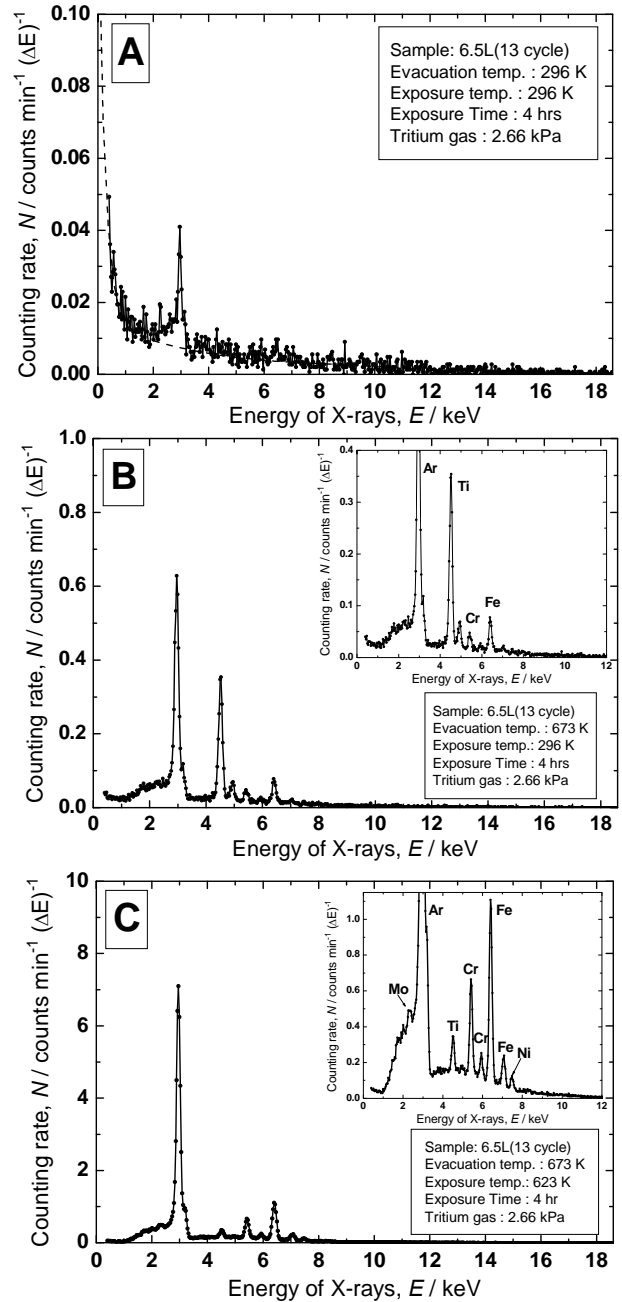 A
Sample: 6.5L(13 cycle)
Evacuation temp. : 296 K
Exposure temp. : 296 K
Exposure Time : 4 hrs
Tritium gas : 2.66 kPa
Counting rate, N / counts min⁻¹ (ΔE)⁻¹
0.10
0.08
0.06
0.04
0.02
0.00
0 2 4 6 8 10 12 14 16 18
Energy of X-rays, E / keV
B
Counting rate, N / counts min⁻¹ (ΔE)⁻¹
1.0
0.8
0.6
0.4
0.2
0.0
0 2 4 6 8 10 12 14 16 18
Energy of X-rays, E / keV
Counting rate, N / counts min⁻¹ (ΔE)⁻¹
0.4
0.3
0.2
0.1
0.0
Ar
Ti
Cr
Fe
0 2 4 6 8 10 12
Energy of X-rays, E / keV
Sample: 6.5L(13 cycle)
Evacuation temp. : 673 K
Exposure temp.: 296 K
Exposure Time : 4 hrs
Tritium gas : 2.66 kPa
C
Counting rate, N / counts min⁻¹ (ΔE)⁻¹
10
8
6
4
2
0
0 2 4 6 8 10 12 14 16 18
Energy of X-rays, E / keV
Counting rate, N / counts min⁻¹ (ΔE)⁻¹
1.0
0.8
0.6
0.4
0.2
0.0
Ar
Fe
Mo
Cr
Ti
Cr
Fe
Ni
0 2 4 6 8 10 12
Energy of X-rays, E / keV
Sample: 6.5L(13 cycle)
Evacuation temp. : 673 K
Exposure temp.: 623 K
Exposure Time : 4 hr
Tritium gas : 2.66 kPa